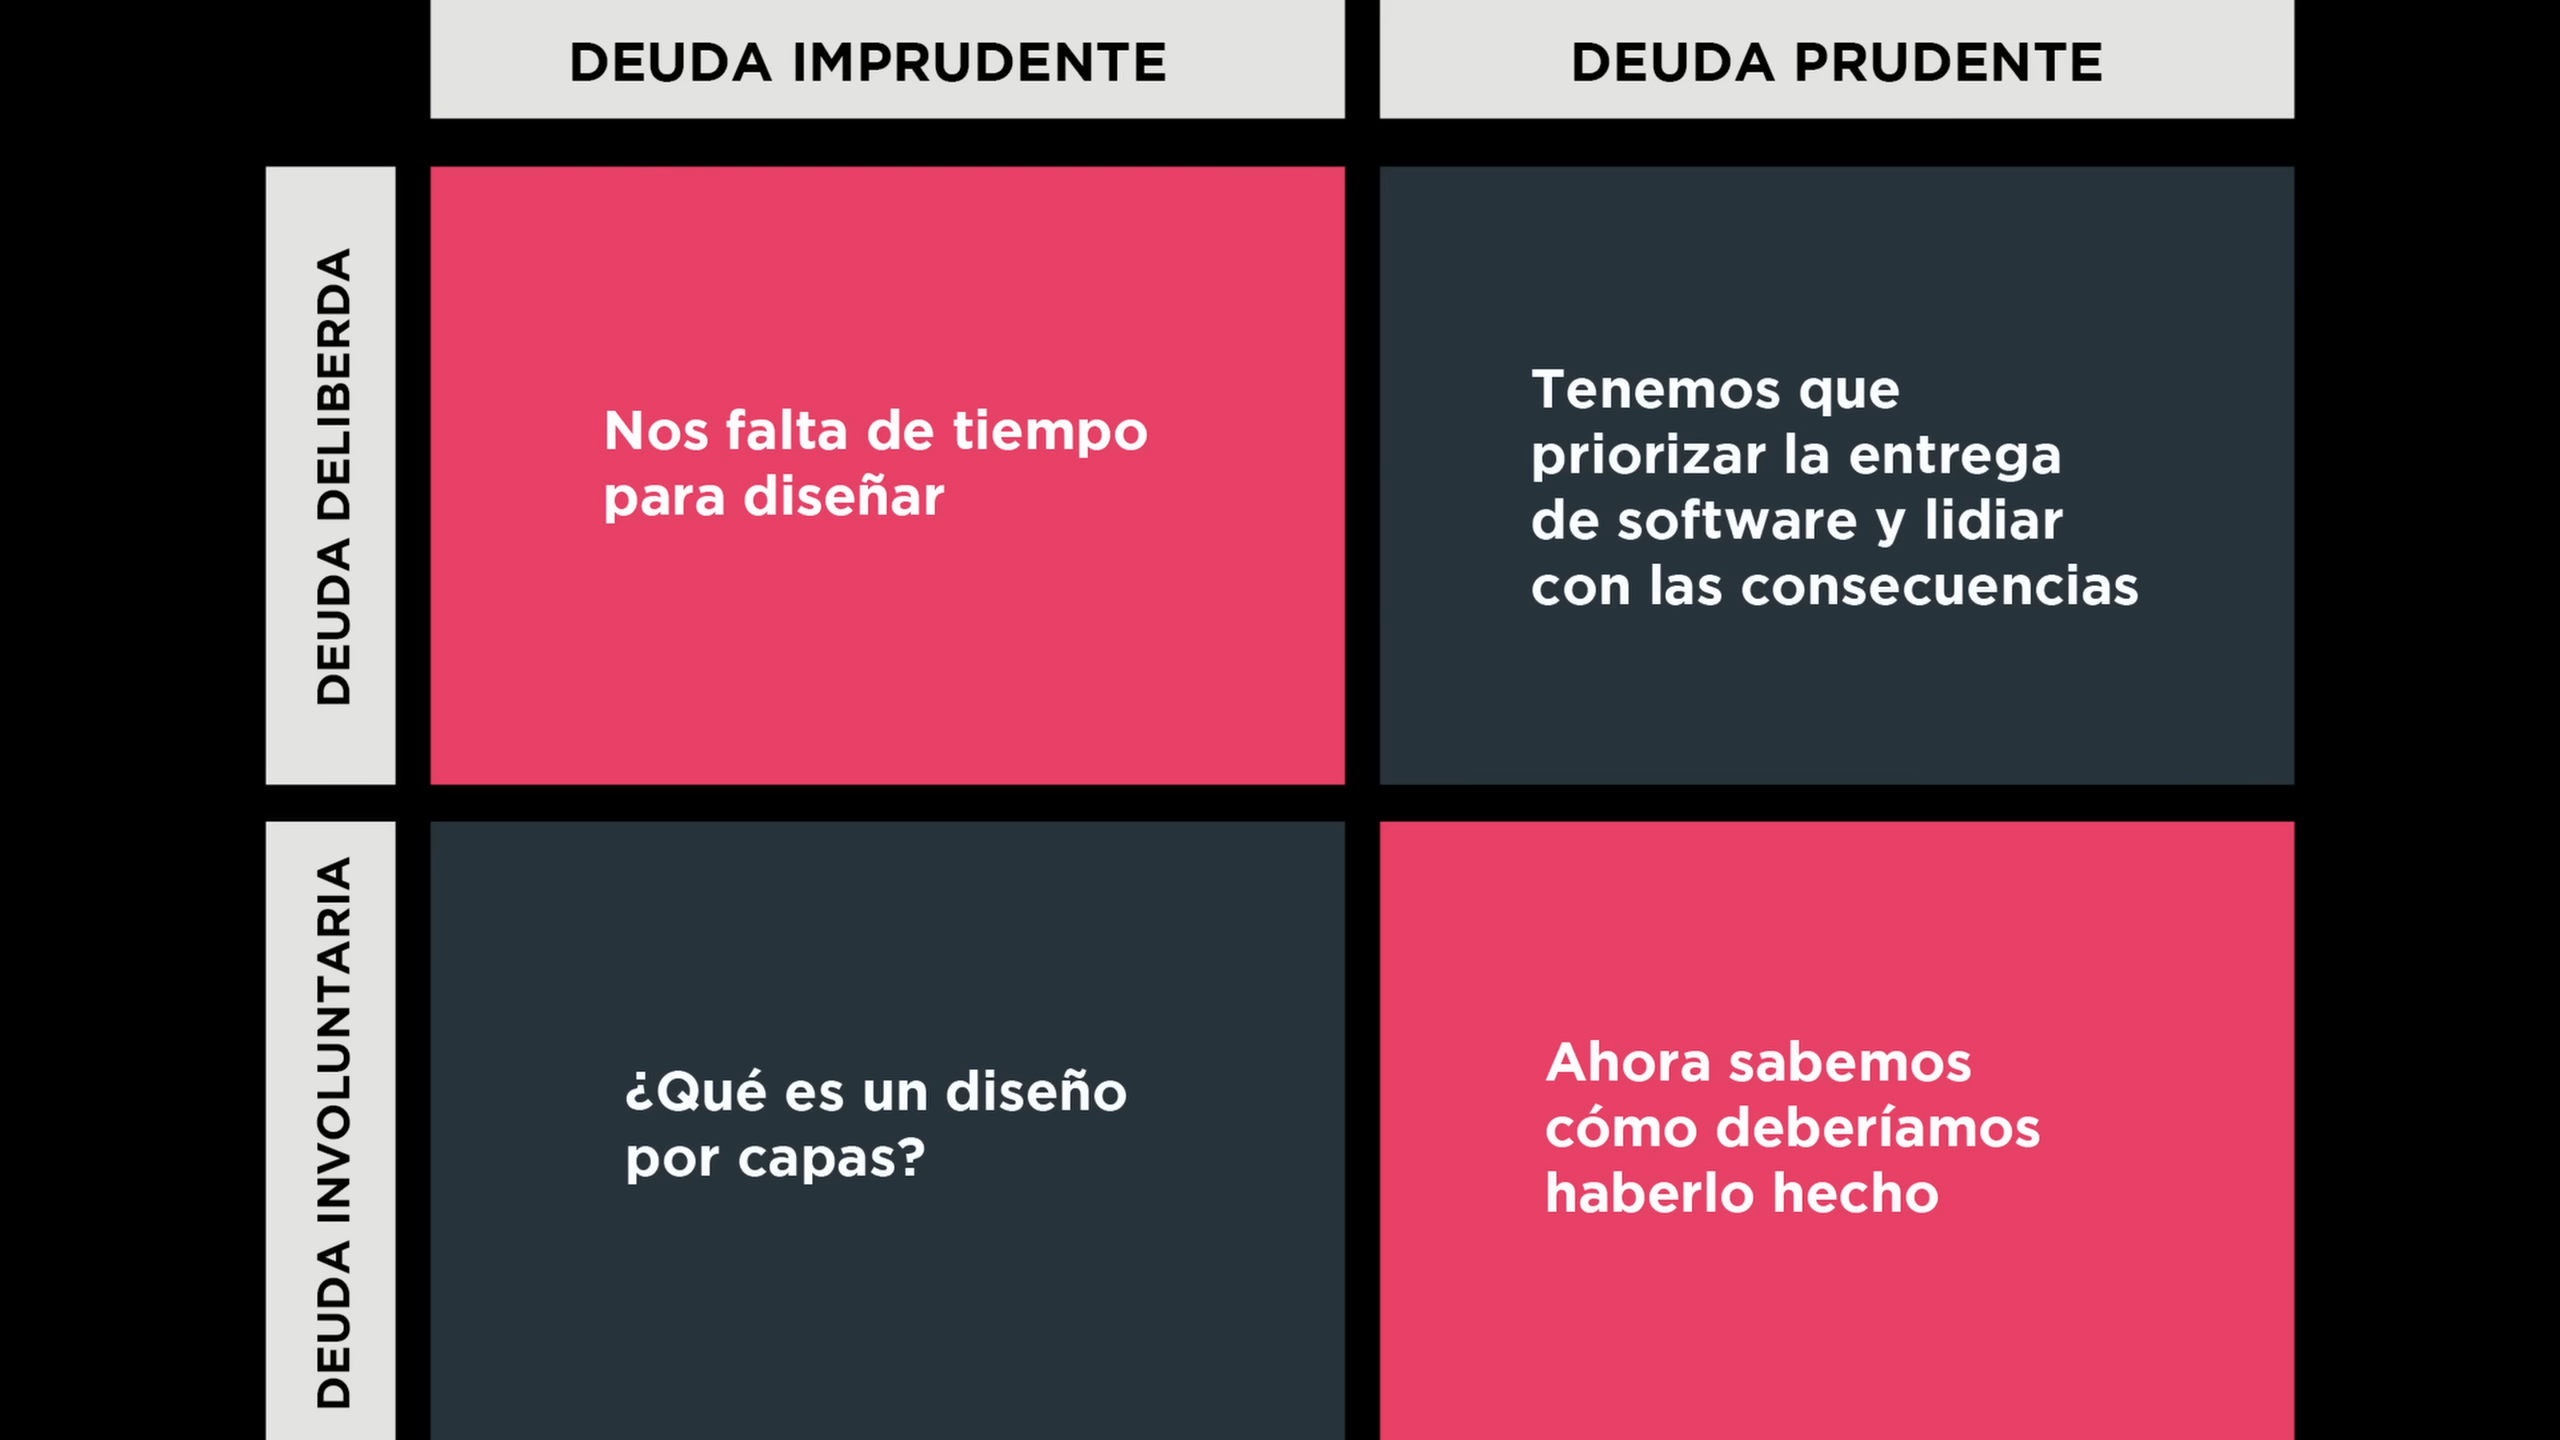 DEUDA IMPRUDENTE
DEUDA PRUDENTE
DEUDA DELIBERDA
Nos falta de tiempo
para diseñar
Tenemos que
priorizar la entrega
de software y lidiar
con las consecuencias
DEUDA INVOLUNTARIA
¿Qué es un diseño
por capas?
Ahora sabemos
cómo deberíamos
haberlo hecho